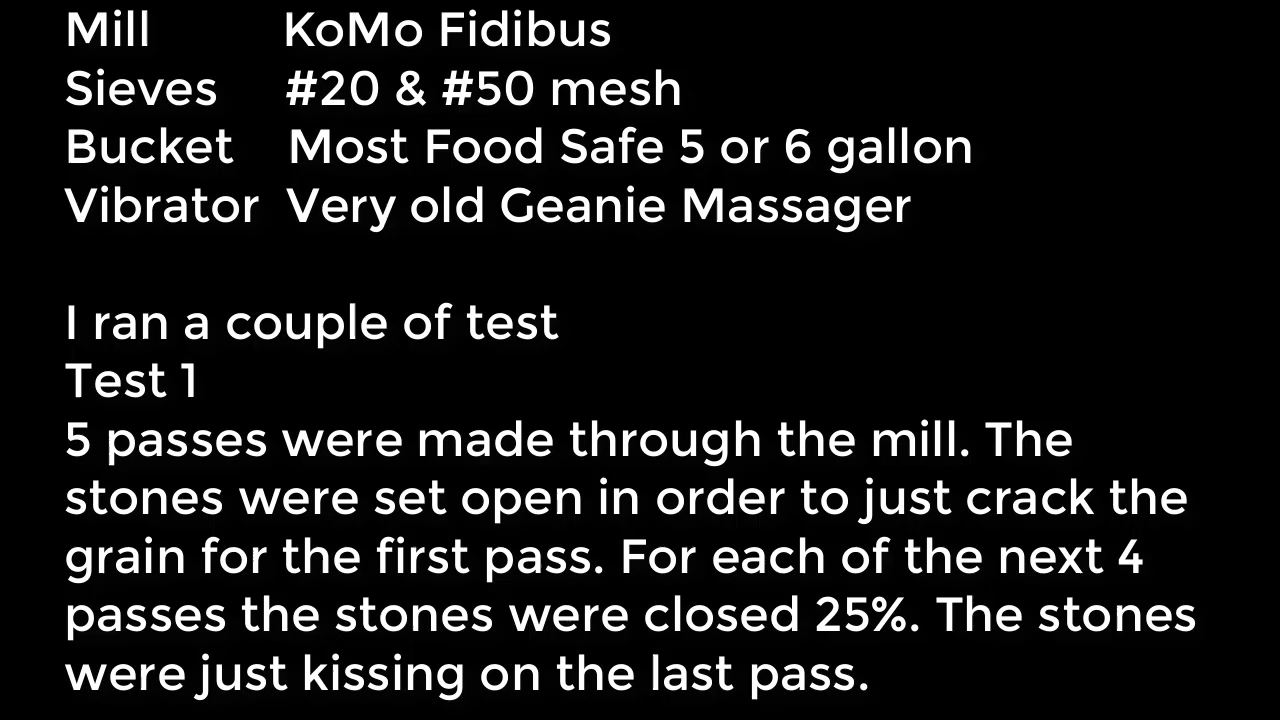 Mill KoMo Fidibus
Sieves #20 & #50 mesh
Bucket Most Food Safe 5 or 6 gallon
Vibrator Very old Geanie Massager
I ran a couple of test
Test 1
5 passes were made through the mill. The
stones were set open in order to just crack the
grain for the first pass. For each of the next 4
passes the stones were closed 25%. The stones
were just kissing on the last pass.